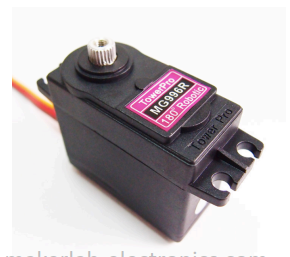 TowerPro
MG996R
180° Robotic
Tower Pro
makerlab-electronics.com